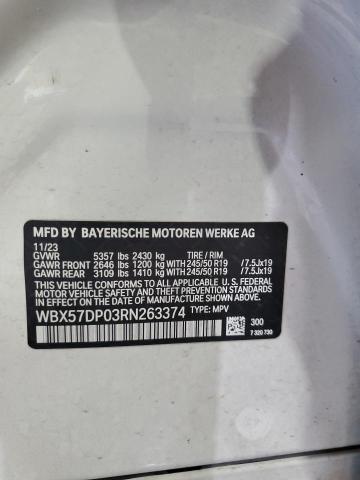 MFD BY BAYERISCHE MOTOREN WERKE AG
11/23
GVWR 5357 lbs 2430 kg TIRE / RIM
GAWR FRONT 2646 lbs 1200 kg WITH 245/50 R19 /7.5Jx19
GAWR REAR 3109 lbs 1410 kg WITH 245/50 R19 /7.5Jx19
THIS VEHICLE CONFORMS TO ALL APPLICABLE U. S. FEDERAL
MOTOR VEHICLE SAFETY AND THEFT PREVENTION STANDARDS
IN EFFECT ON THE DATE OF MANUFACTURE SHOWN ABOVE.
WBX57DP03RN263374 TYPE: MPV
300
7 320 730